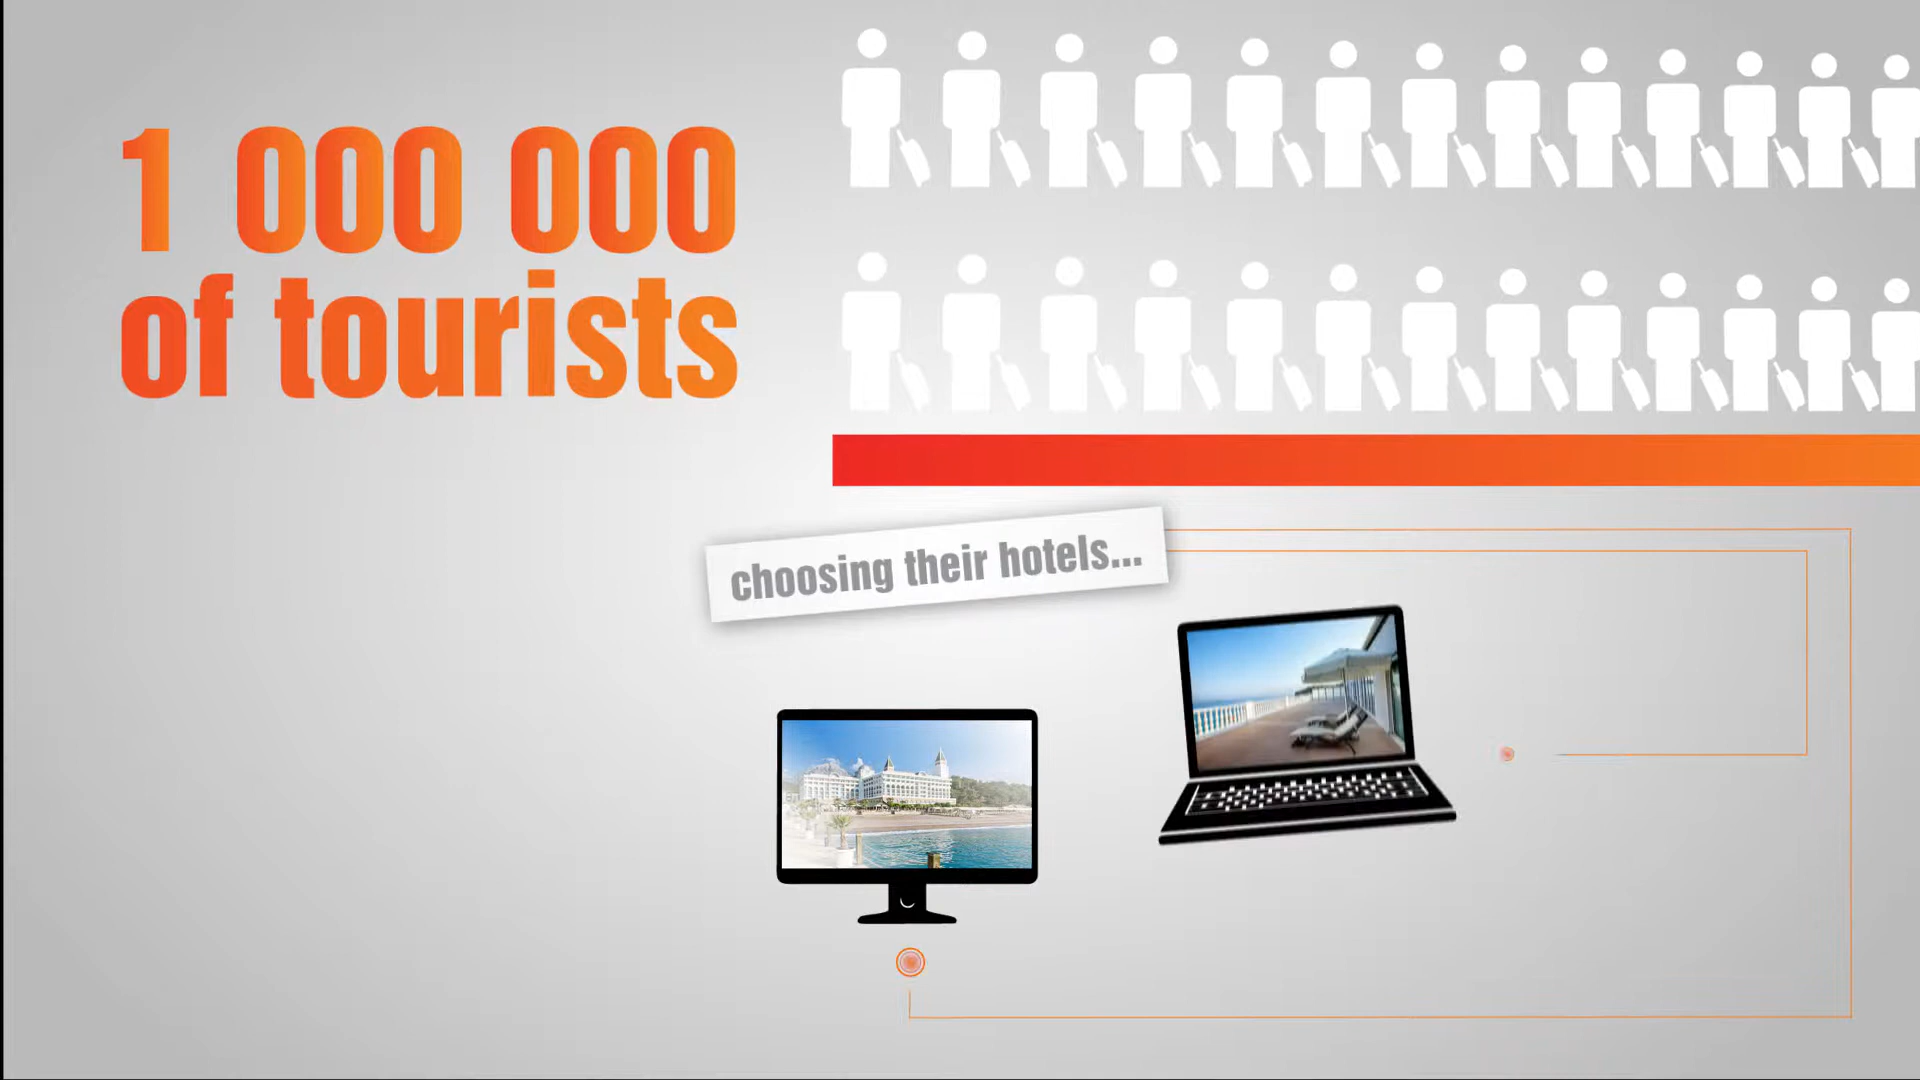 1 000 000
of tourists
choosing their hotels...